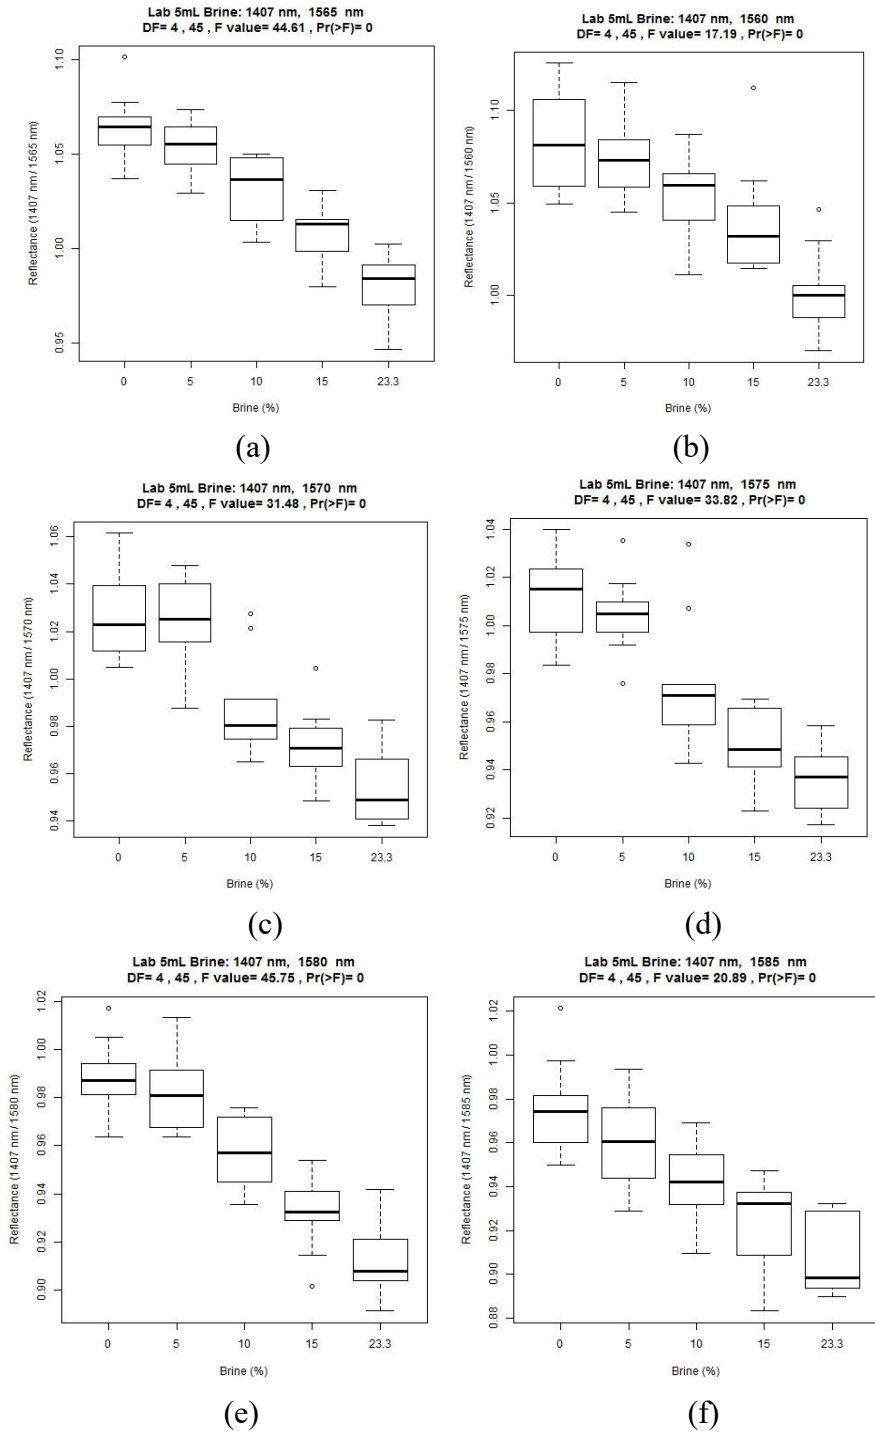 Lab 5mL Brine: 1407 nm, 1565 nm
DF= 4 , 45 , F value= 44.61 , Pr(>F)= 0
Reflectance (1407 nm / 1565 nm)
1.10
1.05
1.00
0.95
0 5 10 15 23.3
Brine (%)
(a)
Lab 5mL Brine: 1407 nm, 1560 nm
DF= 4 , 45 , F value= 17.19 , Pr(>F)= 0
Reflectance (1407 nm / 1560 nm)
1.10
1.05
1.00
0 5 10 15 23.3
Brine (%)
(b)
Lab 5mL Brine: 1407 nm, 1570 nm
DF= 4 , 45 , F value= 31.48 , Pr(>F)= 0
Reflectance (1407 nm / 1570 nm)
1.06
1.04
1.02
1.00
0.98
0.96
0.94
0 5 10 15 23.3
Brine (%)
(c)
Lab 5mL Brine: 1407 nm, 1575 nm
DF= 4 , 45 , F value= 33.82 , Pr(>F)= 0
Reflectance (1407 nm / 1575 nm)
1.04
1.02
1.00
0.98
0.96
0.94
0.92
0 5 10 15 23.3
Brine (%)
(d)
Lab 5mL Brine: 1407 nm, 1580 nm
DF= 4 , 45 , F value= 45.75 , Pr(>F)= 0
Reflectance (1407 nm / 1580 nm)
1.02
1.00
0.98
0.96
0.94
0.92
0.90
0 5 10 15 23.3
Brine (%)
(e)
Lab 5mL Brine: 1407 nm, 1585 nm
DF= 4 , 45 , F value= 20.89 , Pr(>F)= 0
Reflectance (1407 nm / 1585 nm)
1.02
1.00
0.98
0.96
0.94
0.92
0.90
0.88
0 5 10 15 23.3
Brine (%)
(f)